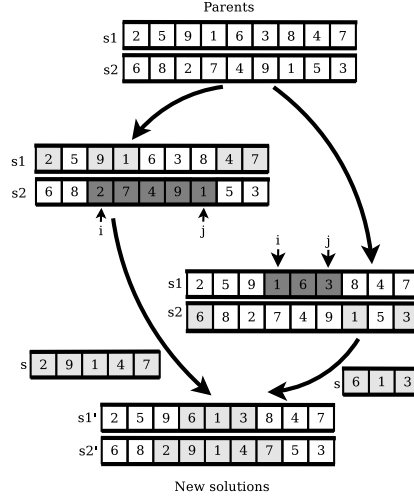 Parents
s1 2 5 9 1 6 3 8 4 7
s2 6 8 2 7 4 9 1 5 3
s1 2 5 9 1 6 3 8 4 7
s2 6 8 2 7 4 9 1 5 3
i j
i j
s1 2 5 9 1 6 3 8 4 7
s2 6 8 2 7 4 9 1 5 3
s 2 9 1 4 7
s 6 1 3
s1' 2 5 9 6 1 3 8 4 7
s2' 6 8 2 9 1 4 7 5 3
New solutions